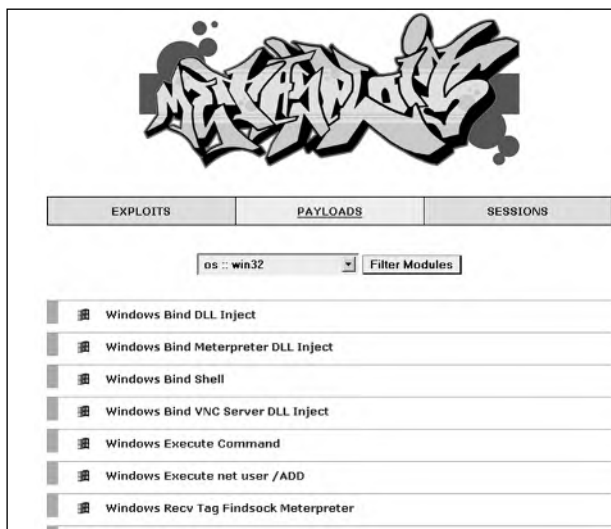 METASPLOIT
EXPLOITS PAYLOADS SESSIONS
os :: win32 Filter Modules
Windows Bind DLL Inject
Windows Bind Meterpreter DLL Inject
Windows Bind Shell
Windows Bind VNC Server DLL Inject
Windows Execute Command
Windows Execute net user /ADD
Windows Recv Tag Findsock Meterpreter